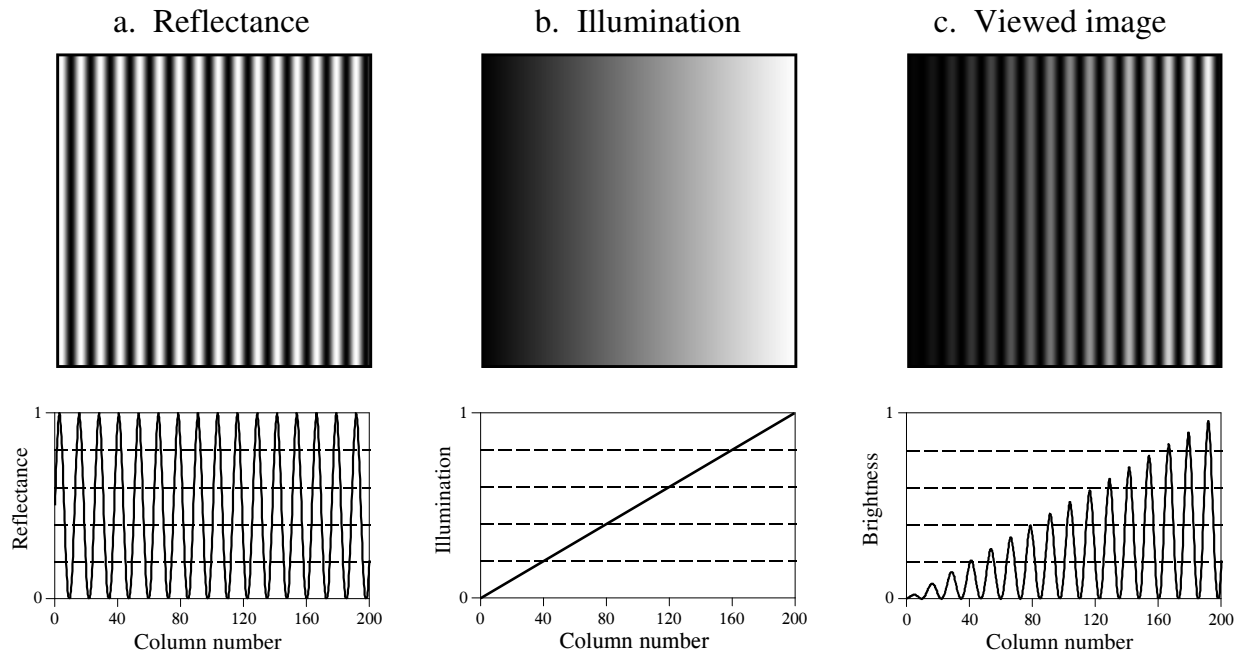 a. Reflectance
b. Illumination
c. Viewed image
1
Reflectance
0
0 40 80 120 160 200
Column number
1
Illumination
0
0 40 80 120 160 200
Column number
1
Brightness
0
0 40 80 120 160 200
Column number